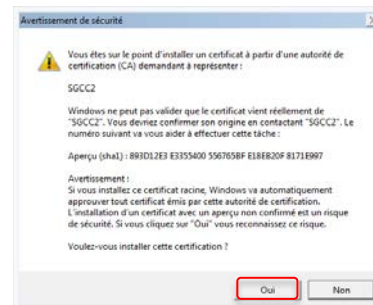 Avertissement de sécurité
Vous êtes sur le point d'installer un certificat à partir d'une autorité de
certification (CA) demandant à représenter :
SGCC2
Windows ne peut pas valider que le certificat vient réellement de
"SGCC2". Vous devriez confirmer son origine en contactant "SGCC2". Le
numéro suivant va vous aider à effectuer cette tâche :
Aperçu (sha1) : 893D12E3 E3355400 556765BF E18EB20F 8171E997
Avertissement :
Si vous installez ce certificat racine, Windows va automatiquement
approuver tout certificat émis par cette autorité de certification.
L'installation d'un certificat avec un aperçu non confirmé est un risque
de sécurité. Si vous cliquez sur "Oui" vous reconnaissez ce risque.
Voulez-vous installer cette certification ?
Oui Non